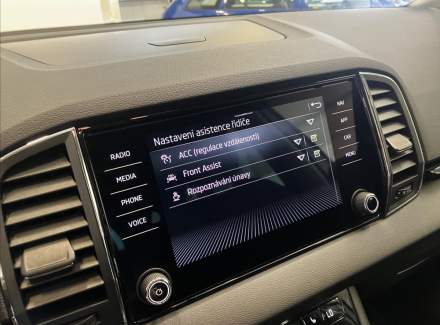 Nastavení asistence řidiče
ACC (regulace vzdálenosti)
Front Assist
Rozpoznávání únavy
RADIO
MEDIA
PHONE
VOICE
NAV
APP
CAR
MENU